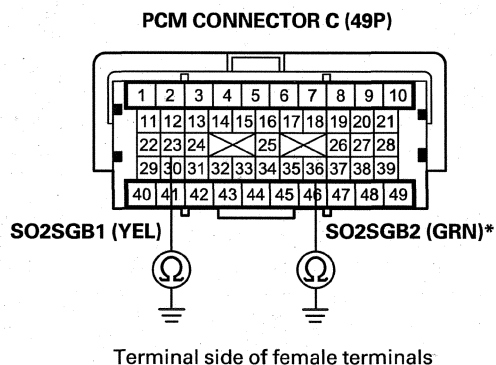 PCM CONNECTOR C (49P)
1 2 3 4 5 6 7 8 9 10
11 12 13 14 15 16 17 18 19 20 21
22 23 24 25 26 27 28
29 30 31 32 33 34 35 36 37 38 39
40 41 42 43 44 45 46 47 48 49
SO2SGB1 (YEL) SO2SGB2 (GRN)*
Ω Ω
Terminal side of female terminals